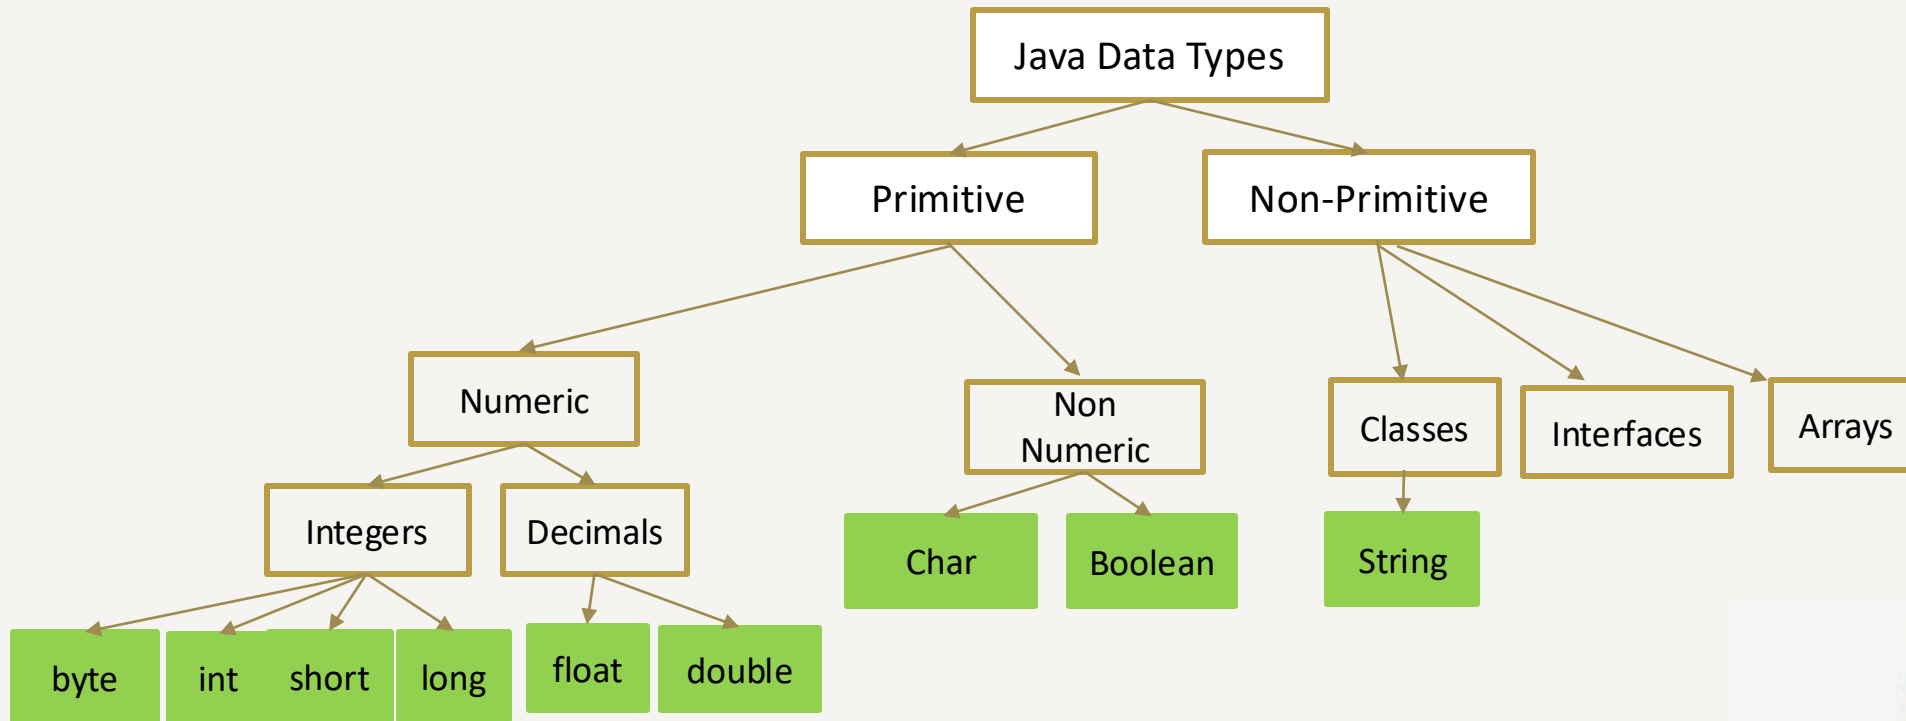 Java Data Types
Primitive
Non-Primitive
Numeric
Non
Numeric
Classes
Interfaces
Arrays
Integers
Decimals
Char
Boolean
String
byte
int
short
long
float
double